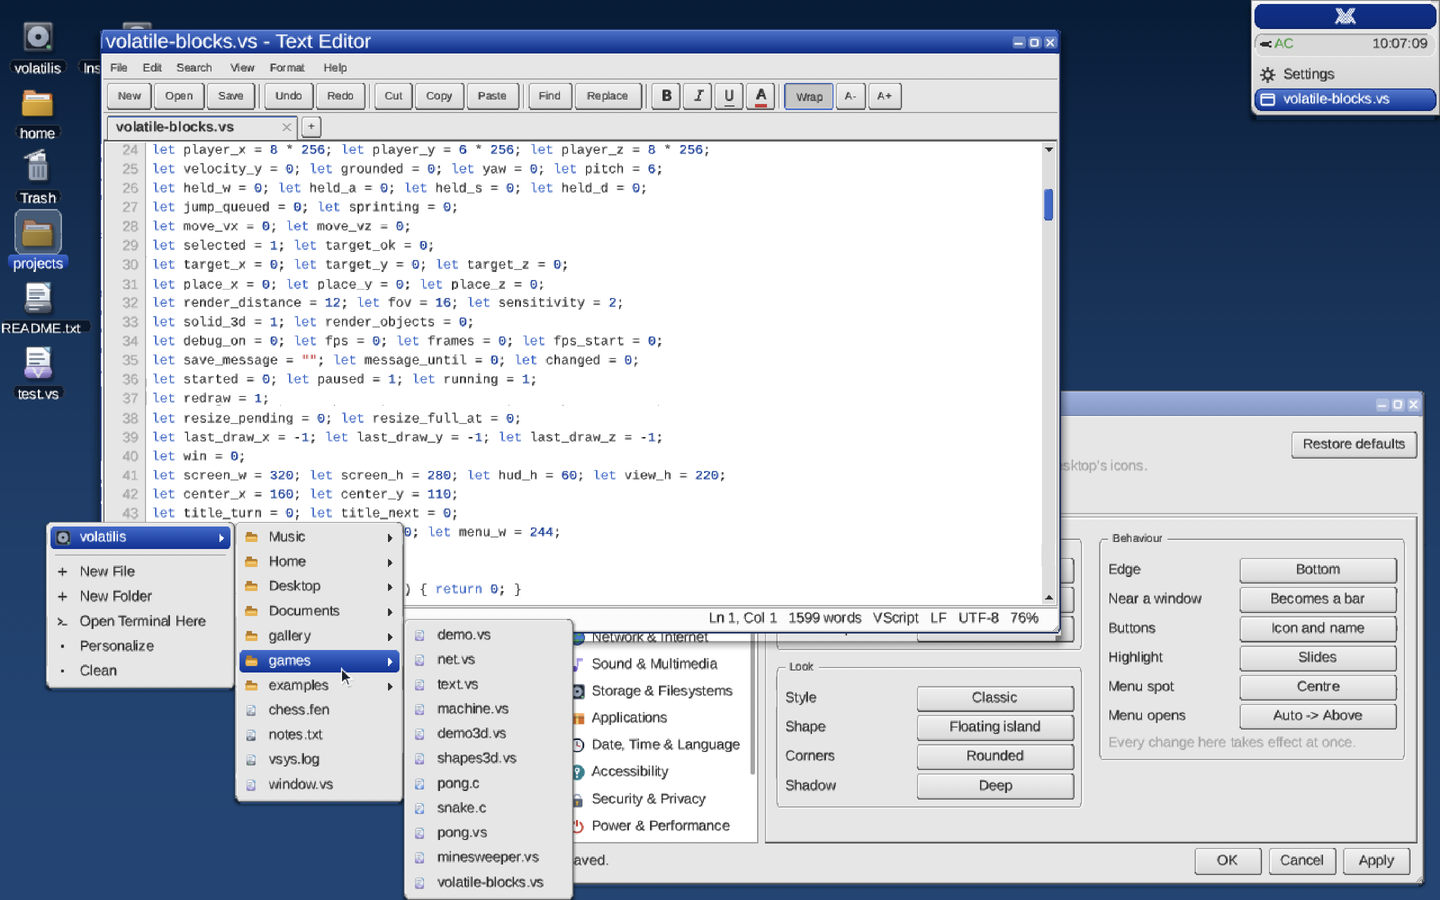 volatilis
Ins
home
Trash
projects
README.txt
test.vs
volatile-blocks.vs - Text Editor
File Edit Search View Format Help
New Open Save Undo Redo Cut Copy Paste Find Replace B I U A Wrap A- A+
volatile-blocks.vs × +
24 let player_x = 8 * 256; let player_y = 6 * 256; let player_z = 8 * 256;
25 let velocity_y = 0; let grounded = 0; let yaw = 0; let pitch = 6;
26 let held_w = 0; let held_a = 0; let held_s = 0; let held_d = 0;
27 let jump_queued = 0; let sprinting = 0;
28 let move_vx = 0; let move_vz = 0;
29 let selected = 1; let target_ok = 0;
30 let target_x = 0; let target_y = 0; let target_z = 0;
31 let place_x = 0; let place_y = 0; let place_z = 0;
32 let render_distance = 12; let fov = 16; let sensitivity = 2;
33 let solid_3d = 1; let render_objects = 0;
34 let debug_on = 0; let fps = 0; let frames = 0; let fps_start = 0;
35 let save_message = ""; let message_until = 0; let changed = 0;
36 let started = 0; let paused = 1; let running = 1;
37 let redraw = 1;
38 let resize_pending = 0; let resize_full_at = 0;
39 let last_draw_x = -1; let last_draw_y = -1; let last_draw_z = -1;
40 let win = 0;
41 let screen_w = 320; let screen_h = 280; let hud_h = 60; let view_h = 220;
42 let center_x = 160; let center_y = 110;
43 let title_turn = 0; let title_next = 0;
0; let menu_w = 244;
) { return 0; }
Ln 1, Col 1 1599 words VScript LF UTF-8 76%
AC 10:07:09
Settings
volatile-blocks.vs
volatilis
+ New File
+ New Folder
>_ Open Terminal Here
Personalize
Clean
Music
Home
Desktop
Documents
gallery
games
examples
chess.fen
notes.txt
vsys.log
window.vs
demo.vs
net.vs
text.vs
machine.vs
demo3d.vs
shapes3d.vs
pong.c
snake.c
pong.vs
minesweeper.vs
volatile-blocks.vs
Restore defaults
sktop's icons.
Network & Internet
Sound & Multimedia
Storage & Filesystems
Applications
Date, Time & Language
Accessibility
Security & Privacy
Power & Performance
Look
Style Classic
Shape Floating island
Corners Rounded
Shadow Deep
Behaviour
Edge Bottom
Near a window Becomes a bar
Buttons Icon and name
Highlight Slides
Menu spot Centre
Menu opens Auto -> Above
Every change here takes effect at once.
aved.
OK Cancel Apply